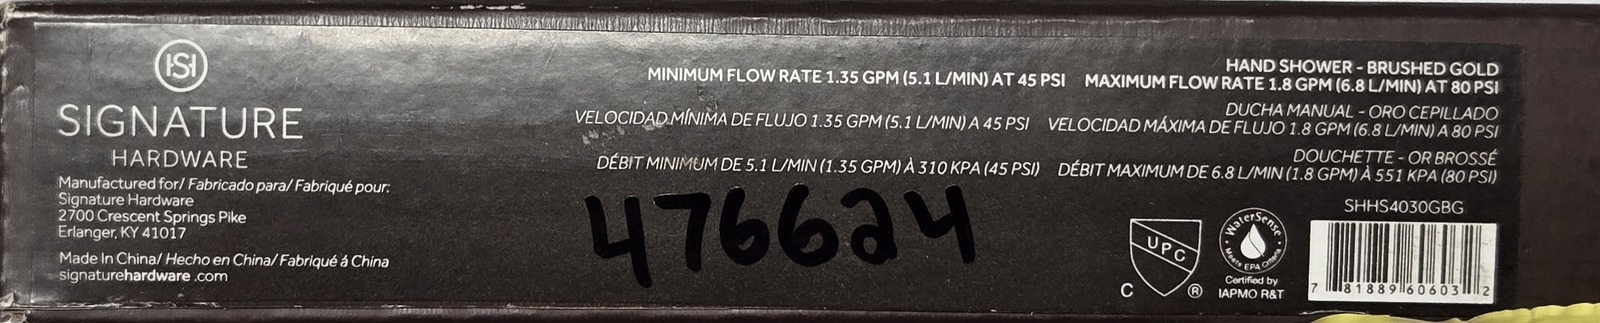 SH
SIGNATURE
HARDWARE
Manufactured for/ Fabricado para/ Fabriqué pour:
Signature Hardware
2700 Crescent Springs Pike
Erlanger, KY 41017
Made In China/ Hecho en China/ Fabriqué á China
signaturehardware.com
HAND SHOWER - BRUSHED GOLD
MINIMUM FLOW RATE 1.35 GPM (5.1 L/MIN) AT 45 PSI MAXIMUM FLOW RATE 1.8 GPM (6.8 L/MIN) AT 80 PSI
DUCHA MANUAL - ORO CEPILLADO
VELOCIDAD MÍNIMA DE FLUJO 1.35 GPM (5.1 L/MIN) A 45 PSI VELOCIDAD MÁXIMA DE FLUJO 1.8 GPM (6.8 L/MIN) A 80 PSI
DOUCHETTE - OR BROSSÉ
DÉBIT MINIMUM DE 5.1 L/MIN (1.35 GPM) À 310 KPA (45 PSI) DÉBIT MAXIMUM DE 6.8 L/MIN (1.8 GPM) À 551 KPA (80 PSI)
476624
SHHS4030GBG
C UPC ®
WaterSense
Meets EPA Criteria
Certified by
IAPMO R&T
7 81889 60603 2